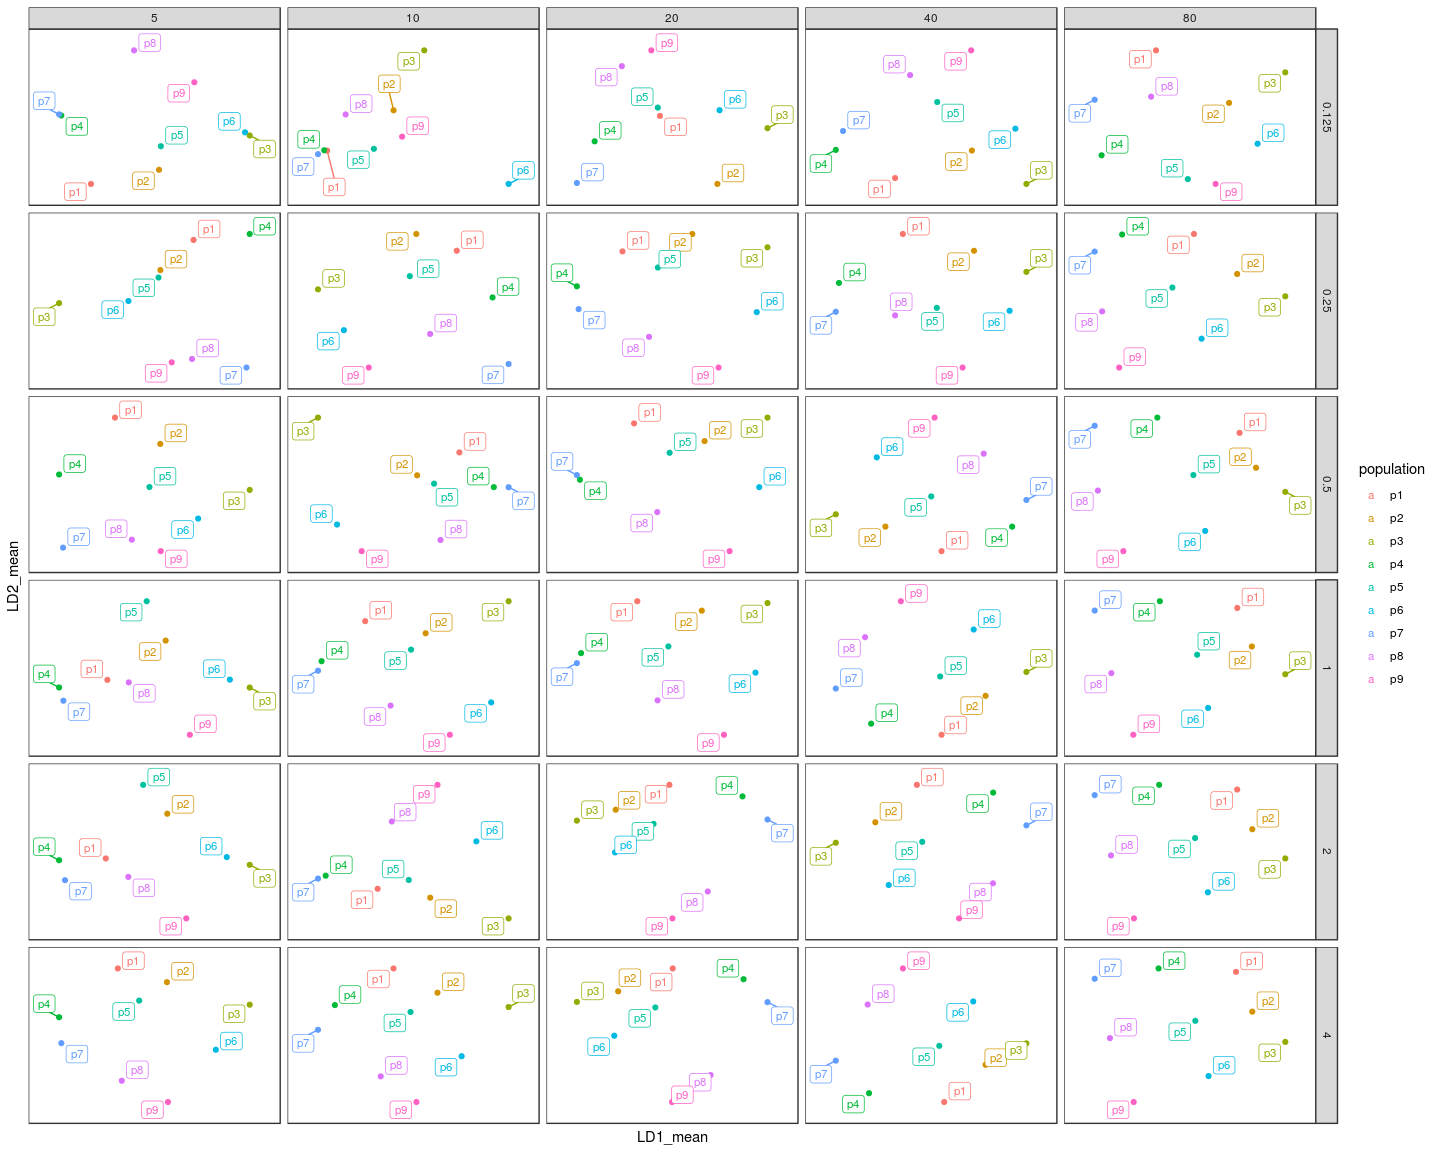 5 10 20 40 80
p8 p9 p7 p4 p6 p5 p3 p2 p1
p3 p2 p8 p9 p4 p5 p7 p6 p1
p9 p8 p5 p6 p3 p1 p4 p7 p2
p9 p8 p5 p7 p6 p4 p2 p3 p1
p1 p3 p8 p7 p2 p6 p4 p5 p9
0.125
p4 p1 p2 p5 p6 p3 p8 p9 p7
p2 p1 p5 p3 p4 p8 p6 p9 p7
p1 p2 p5 p3 p4 p6 p7 p8 p9
p1 p2 p3 p4 p8 p5 p6 p7 p9
p4 p1 p7 p2 p5 p3 p8 p6 p9
0.25
p1 p2 p4 p5 p3 p8 p6 p7 p9
p3 p1 p2 p4 p5 p7 p6 p8 p9
p1 p5 p2 p3 p7 p4 p6 p8 p9
p9 p6 p8 p7 p5 p3 p2 p1 p4
p7 p4 p1 p2 p5 p8 p3 p6 p9
0.5
p5 p2 p1 p6 p4 p8 p3 p7 p9
p1 p3 p2 p4 p5 p7 p8 p6 p9
p1 p2 p3 p4 p5 p7 p8 p6 p9
p9 p6 p8 p5 p3 p7 p2 p4 p1
p7 p4 p1 p5 p2 p3 p8 p6 p9
1
p5 p2 p4 p1 p6 p3 p7 p8 p9
p9 p8 p6 p4 p5 p7 p1 p2 p3
p4 p1 p2 p3 p5 p7 p6 p8 p9
p1 p4 p2 p7 p5 p3 p6 p8 p9
p7 p4 p1 p2 p8 p5 p3 p6 p9
2
p1 p2 p4 p5 p3 p6 p7 p8 p9
p1 p2 p3 p4 p5 p7 p8 p6 p9
p4 p1 p2 p3 p7 p5 p6 p8 p9
p9 p8 p6 p3 p5 p2 p7 p1 p4
p4 p1 p7 p2 p8 p5 p3 p6 p9
4
LD2_mean
LD1_mean
population
a p1
a p2
a p3
a p4
a p5
a p6
a p7
a p8
a p9